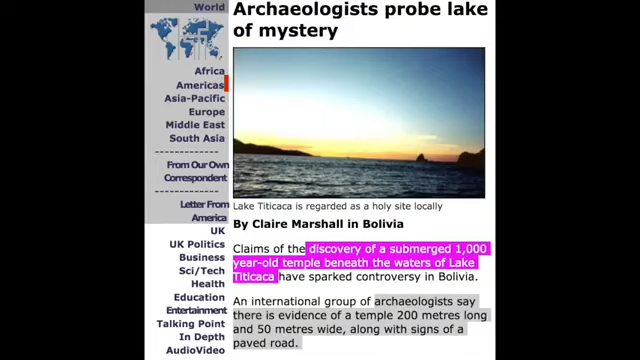 World
Africa
Americas
Asia-Pacific
Europe
Middle East
South Asia
From Our Own
Correspondent
Letter From
America
UK
UK Politics
Business
Sci/Tech
Health
Education
Entertainment
Talking Point
In Depth
AudioVideo
Archaeologists probe lake
of mystery
Lake Titicaca is regarded as a holy site locally
By Claire Marshall in Bolivia
Claims of the discovery of a submerged 1,000
year-old temple beneath the waters of Lake
Titicaca have sparked controversy in Bolivia.
An international group of archaeologists say
there is evidence of a temple 200 metres long
and 50 metres wide, along with signs of a
paved road.